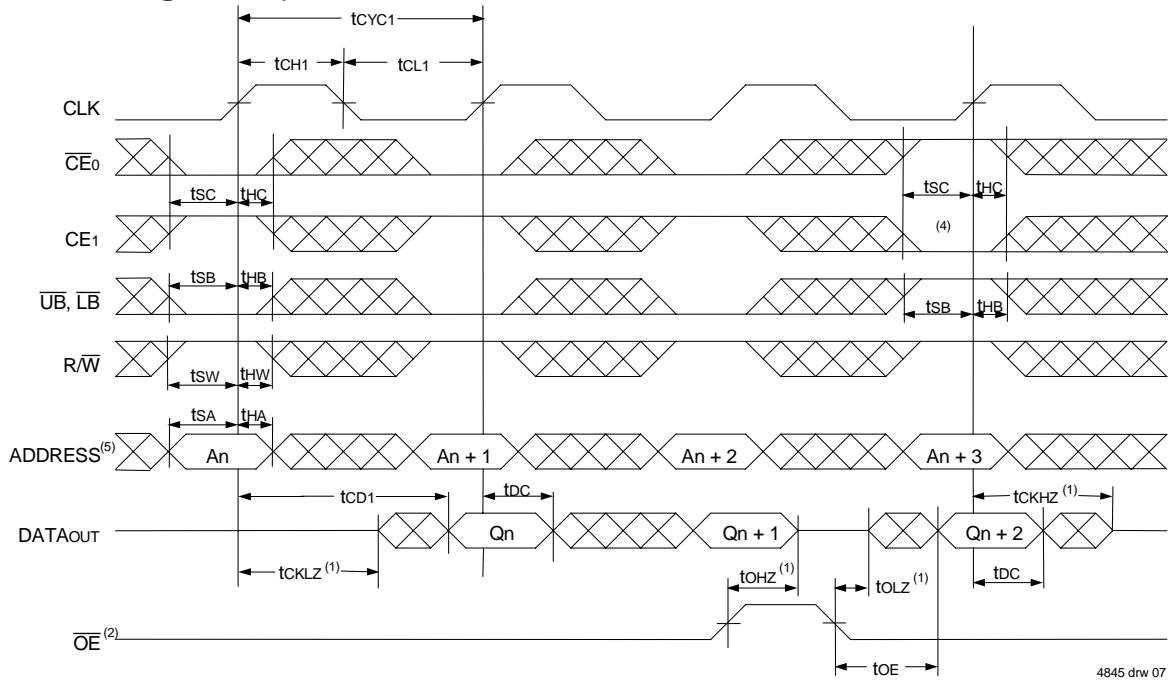 tCYC1
tCH1 tCL1
CLK
CE0
tSC tHC tSC tHC
CE1 (4)
tSB tHB
UB, LB tSB tHB
R/W
tSW tHW
tSA tHA
ADDRESS(5) An An + 1 An + 2 An + 3
tCD1 tDC tCKHZ (1)
DATAOUT Qn Qn + 1 Qn + 2
tCKLZ (1) tOHZ (1) tOLZ (1) tDC
OE (2)
tOE
4845 drw 07